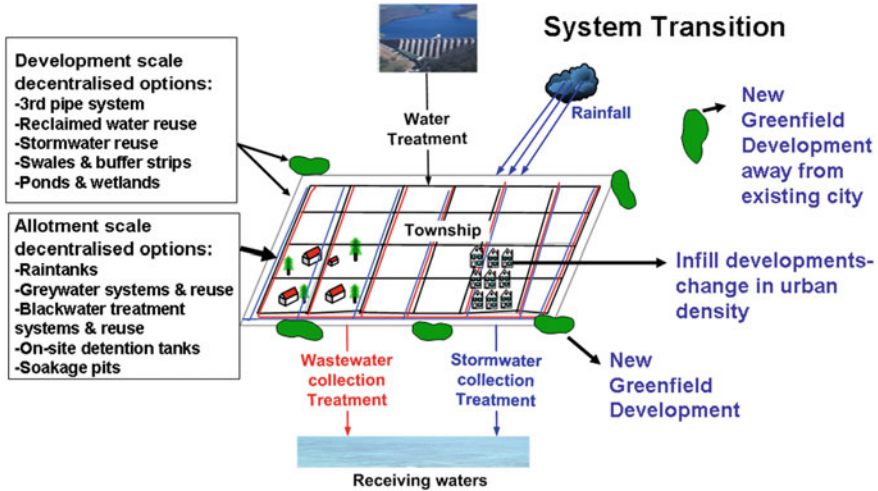 System Transition
Development scale
decentralised options:
-3rd pipe system
-Reclaimed water reuse
-Stormwater reuse
-Swales & buffer strips
-Ponds & wetlands
Water
Treatment
Rainfall
New
Greenfield
Development
away from
existing city
Allotment scale
decentralised options:
-Raintanks
-Greywater systems & reuse
-Blackwater treatment
systems & reuse
-On-site detention tanks
-Soakage pits
Township
Infill developments-
change in urban
density
Wastewater
collection
Treatment
Stormwater
collection
Treatment
New
Greenfield
Development
Receiving waters